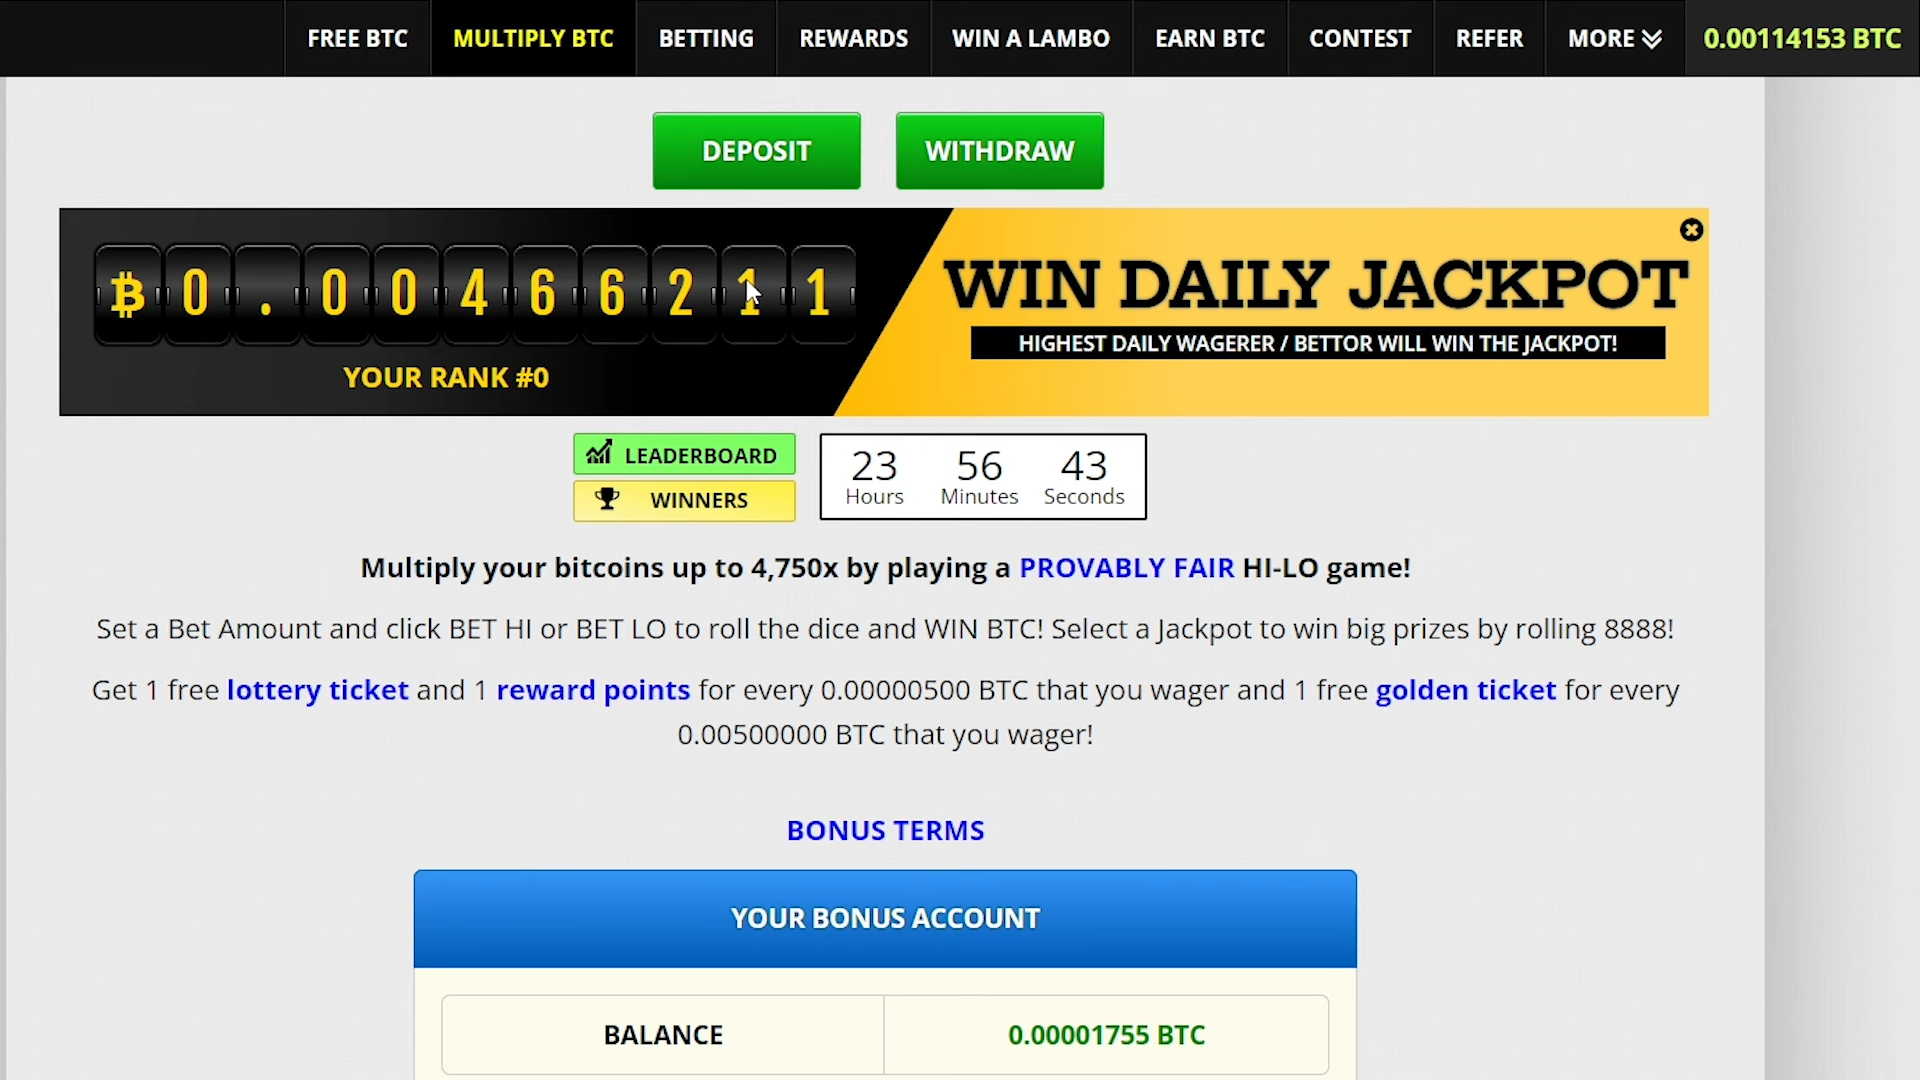 FREE BTC MULTIPLY BTC BETTING REWARDS WIN A LAMBO EARN BTC CONTEST REFER MORE 0.00114153 BTC
DEPOSIT WITHDRAW
₿0.00466211
YOUR RANK #0
WIN DAILY JACKPOT
HIGHEST DAILY WAGERER / BETTOR WILL WIN THE JACKPOT!
LEADERBOARD
WINNERS
23 56 43
Hours Minutes Seconds
Multiply your bitcoins up to 4,750x by playing a PROVABLY FAIR HI-LO game!
Set a Bet Amount and click BET HI or BET LO to roll the dice and WIN BTC! Select a Jackpot to win big prizes by rolling 8888!
Get 1 free lottery ticket and 1 reward points for every 0.00000500 BTC that you wager and 1 free golden ticket for every
0.00500000 BTC that you wager!
BONUS TERMS
YOUR BONUS ACCOUNT
BALANCE 0.00001755 BTC